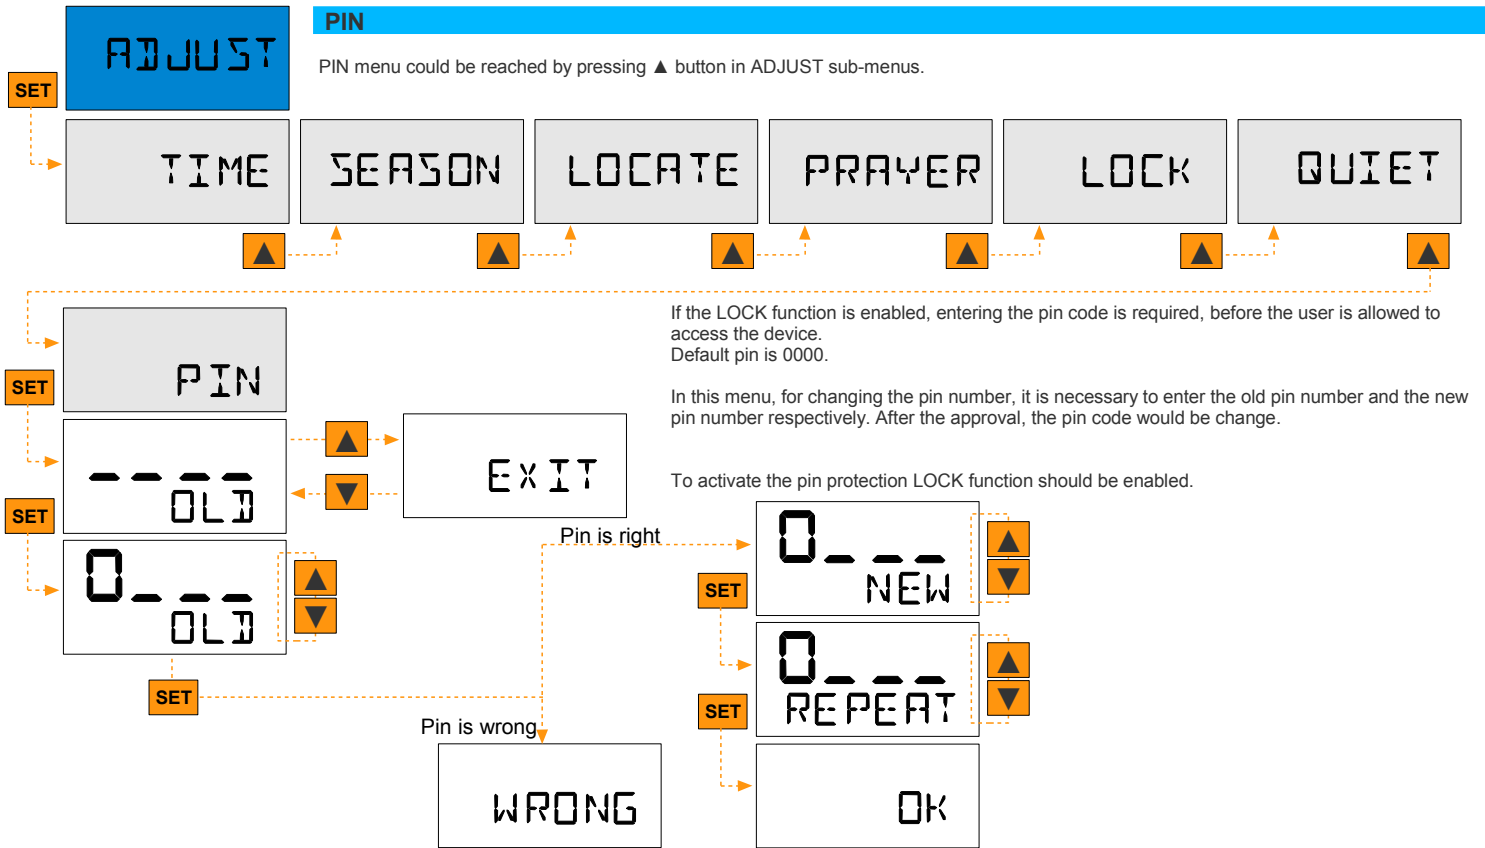 ADJUST
PIN
PIN menu could be reached by pressing ▲ button in ADJUST sub-menus.
SET
TIME
SEASON
LOCATE
PRAYER
LOCK
QUIET
▲
▲
▲
▲
▲
▲
If the LOCK function is enabled, entering the pin code is required, before the user is allowed to
access the device.
Default pin is 0000.
PIN
SET
In this menu, for changing the pin number, it is necessary to enter the old pin number and the new
pin number respectively. After the approval, the pin code would be change.
▲
EXIT
▼
_ _ _ _
OLD
To activate the pin protection LOCK function should be enabled.
SET
Pin is right
0_ _ _
OLD
▲
▼
0_ _ _
NEW
▲
▼
SET
0_ _ _
REPEAT
▲
▼
SET
SET
Pin is wrong
WRONG
OK